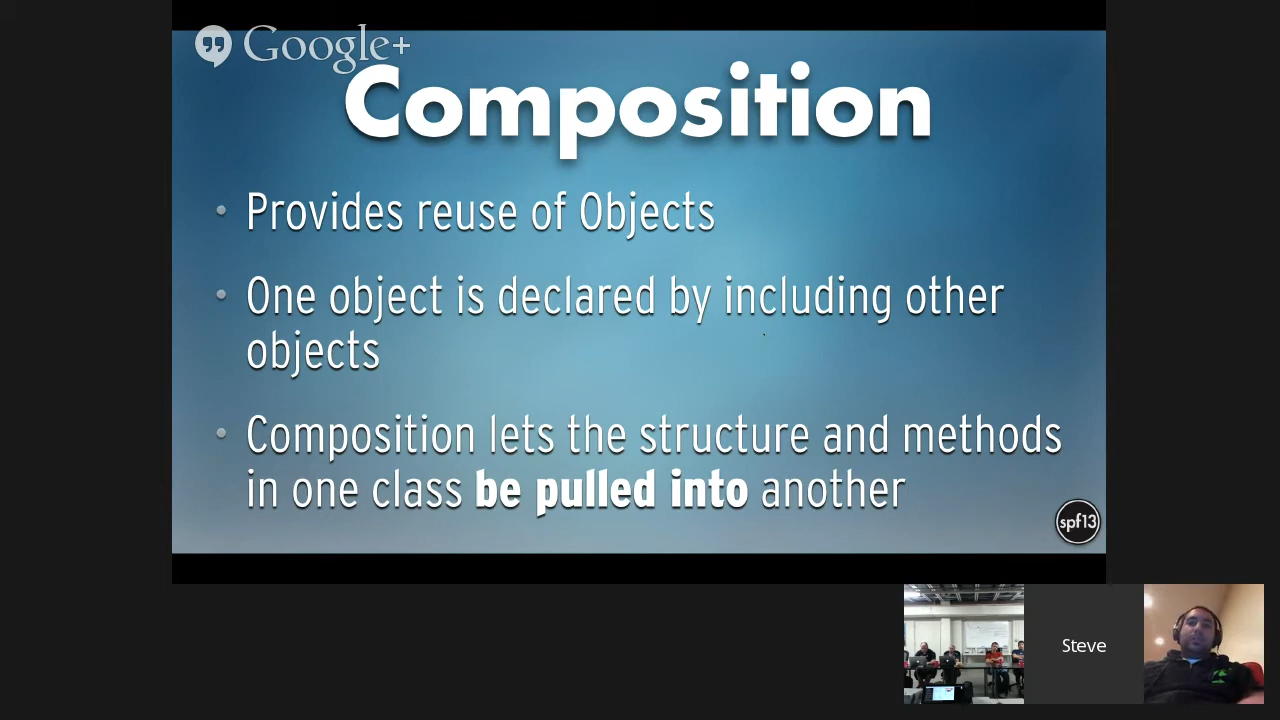 Google+
Composition
• Provides reuse of Objects
• One object is declared by including other
objects
• Composition lets the structure and methods
in one class be pulled into another
spf13
Steve